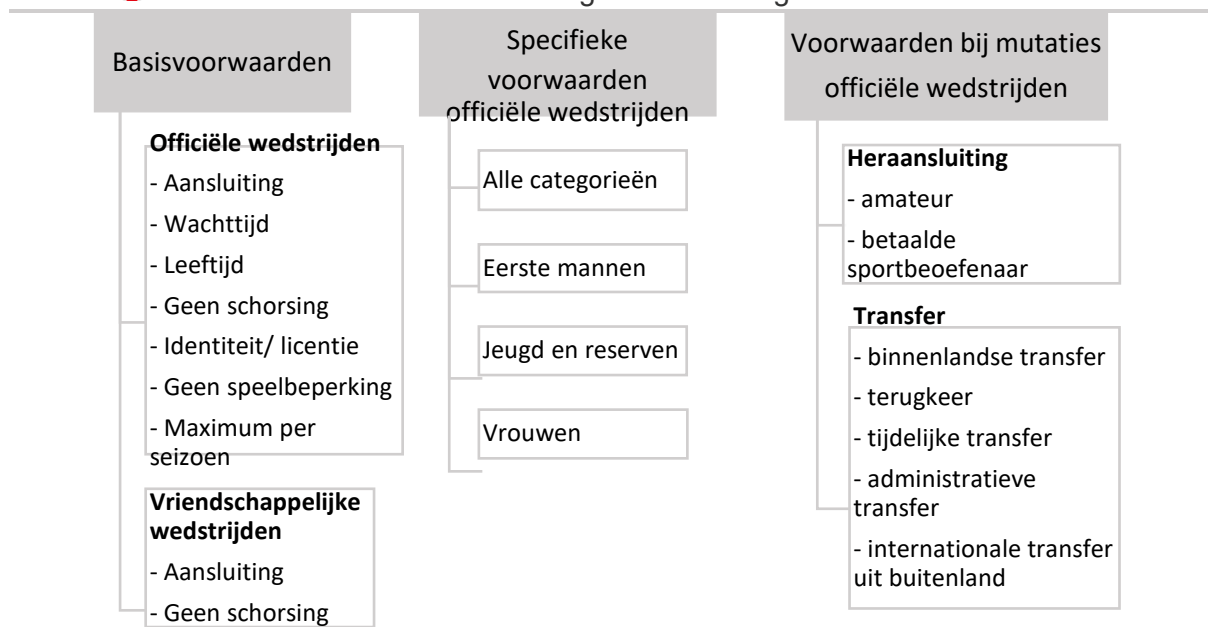 Basisvoorwaarden
Officiële wedstrijden
- Aansluiting
- Wachttijd
- Leeftijd
- Geen schorsing
- Identiteit/ licentie
- Geen speelbeperking
- Maximum per
seizoen
Vriendschappelijke
wedstrijden
- Aansluiting
- Geen schorsing
Specifieke
voorwaarden
officiële wedstrijden
Alle categorieën
Eerste mannen
Jeugd en reserven
Vrouwen
Voorwaarden bij mutaties
officiële wedstrijden
Heraansluiting
- amateur
- betaalde
sportbeoefenaar
Transfer
- binnenlandse transfer
- terugkeer
- tijdelijke transfer
- administratieve
transfer
- internationale transfer
uit buitenland